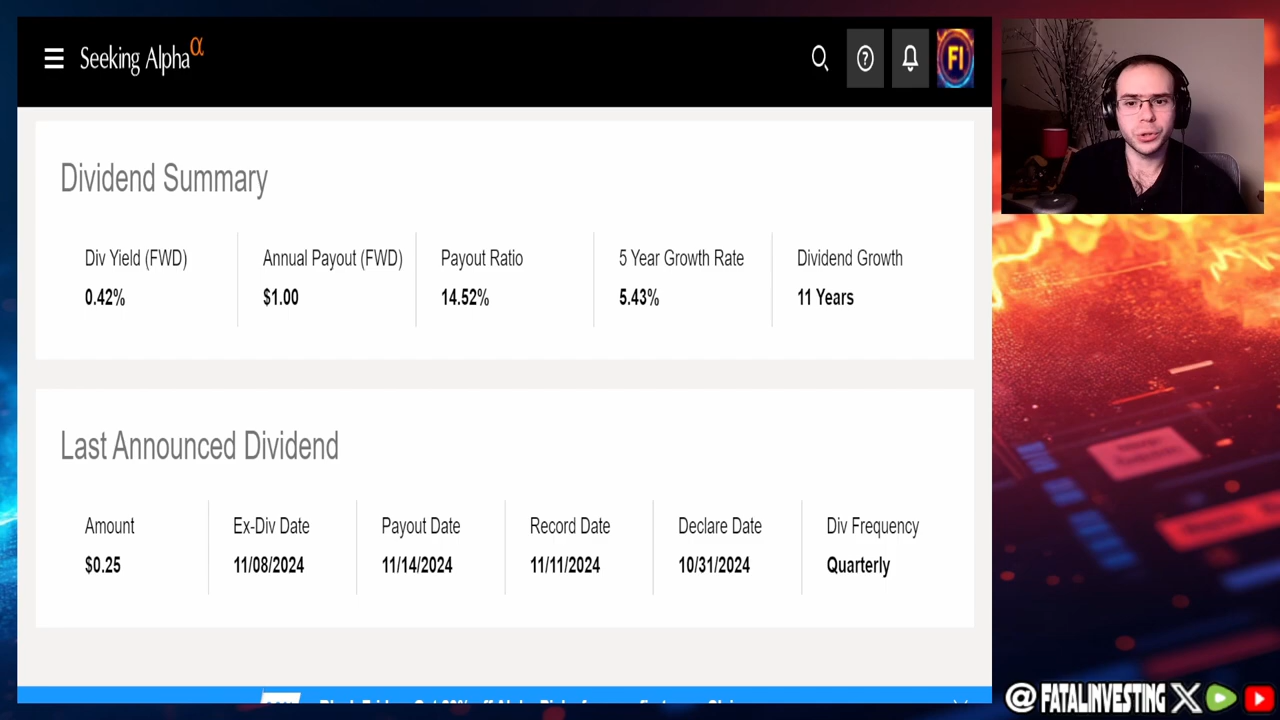 Seeking Alpha α
FI
Dividend Summary
Div Yield (FWD) Annual Payout (FWD) Payout Ratio 5 Year Growth Rate Dividend Growth
0.42% $1.00 14.52% 5.43% 11 Years
Last Announced Dividend
Amount Ex-Div Date Payout Date Record Date Declare Date Div Frequency
$0.25 11/08/2024 11/14/2024 11/11/2024 10/31/2024 Quarterly
@FATALINVESTING X